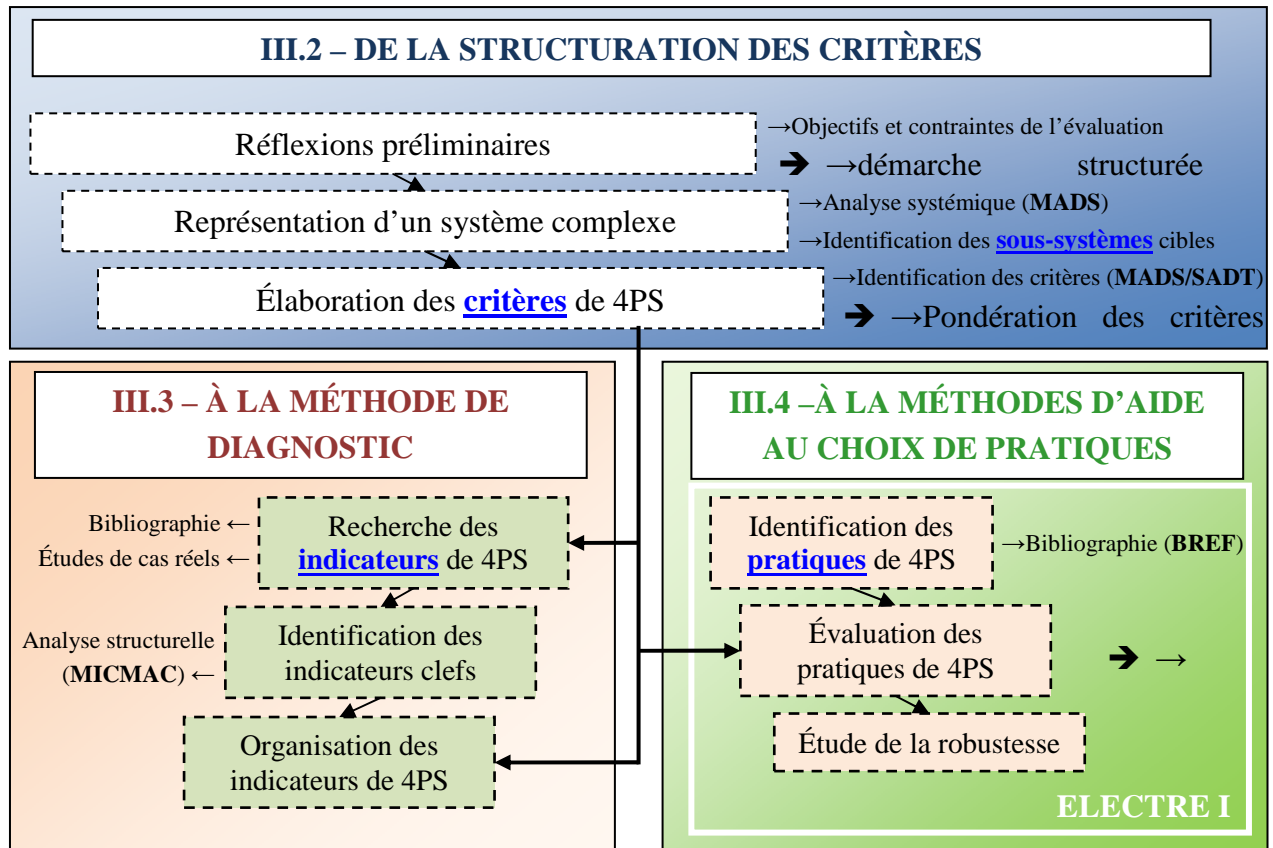 III.2 – DE LA STRUCTURATION DES CRITÈRES
Réflexions préliminaires
→Objectifs et contraintes de l’évaluation
➔ →démarche structurée
Représentation d’un système complexe
→Analyse systémique (MADS)
→Identification des sous-systèmes cibles
Élaboration des critères de 4PS
→Identification des critères (MADS/SADT)
➔ →Pondération des critères
III.3 – À LA MÉTHODE DE
DIAGNOSTIC
Bibliographie ←
Études de cas réels ←
Recherche des
indicateurs de 4PS
Analyse structurelle
(MICMAC) ←
Identification des
indicateurs clefs
Organisation des
indicateurs de 4PS
III.4 –À LA MÉTHODES D’AIDE
AU CHOIX DE PRATIQUES
Identification des
pratiques de 4PS
→Bibliographie (BREF)
Évaluation des
pratiques de 4PS
➔ →
Étude de la robustesse
ELECTRE I